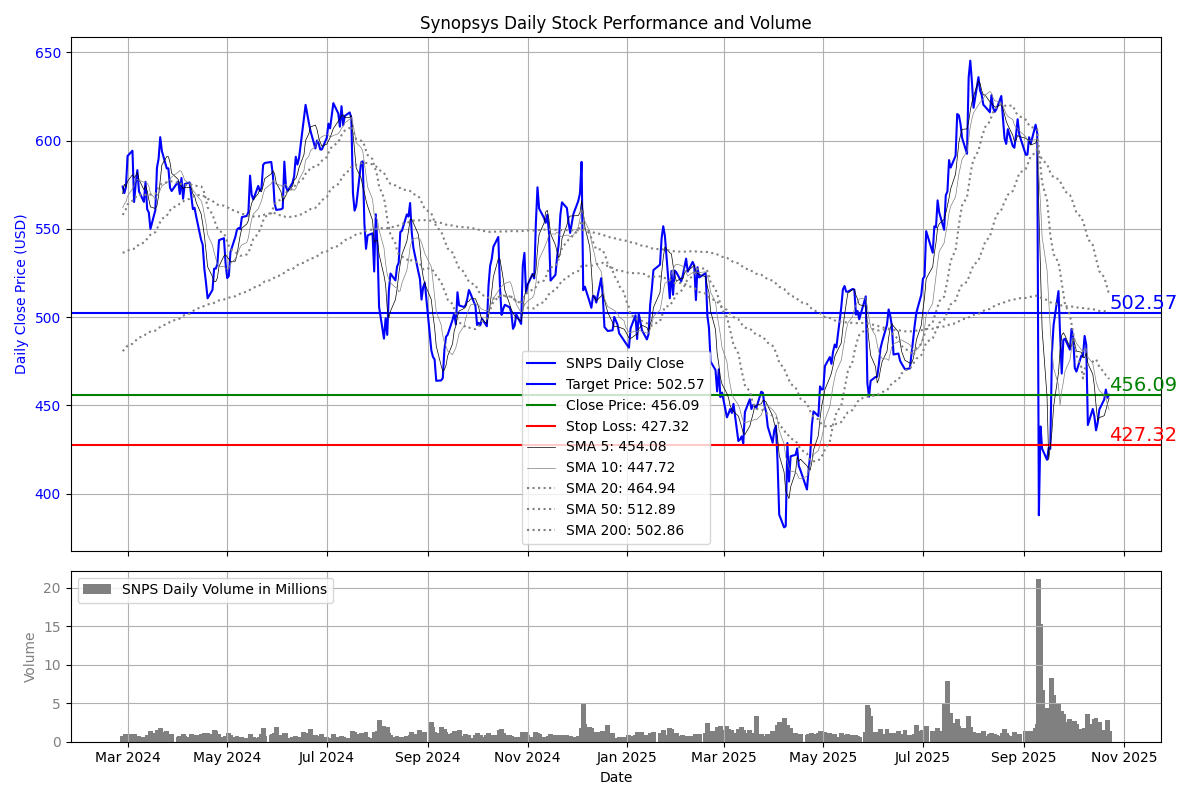 Synopsys Daily Stock Performance and Volume
Daily Close Price (USD)
650
600
550
500
450
400
502.57
456.09
427.32
SNPS Daily Close
Target Price: 502.57
Close Price: 456.09
Stop Loss: 427.32
SMA 5: 454.08
SMA 10: 447.72
SMA 20: 464.94
SMA 50: 512.89
SMA 200: 502.86
Volume
20
15
10
5
0
SNPS Daily Volume in Millions
Mar 2024 May 2024 Jul 2024 Sep 2024 Nov 2024 Jan 2025 Mar 2025 May 2025 Jul 2025 Sep 2025 Nov 2025
Date